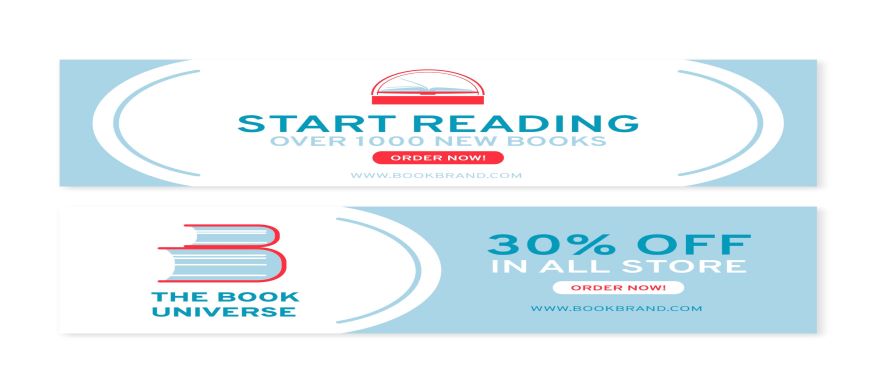 START READING
OVER 1000 NEW BOOKS
ORDER NOW!
WWW.BOOKBRAND.COM
THE BOOK
UNIVERSE
30% OFF
IN ALL STORE
ORDER NOW!
WWW.BOOKBRAND.COM